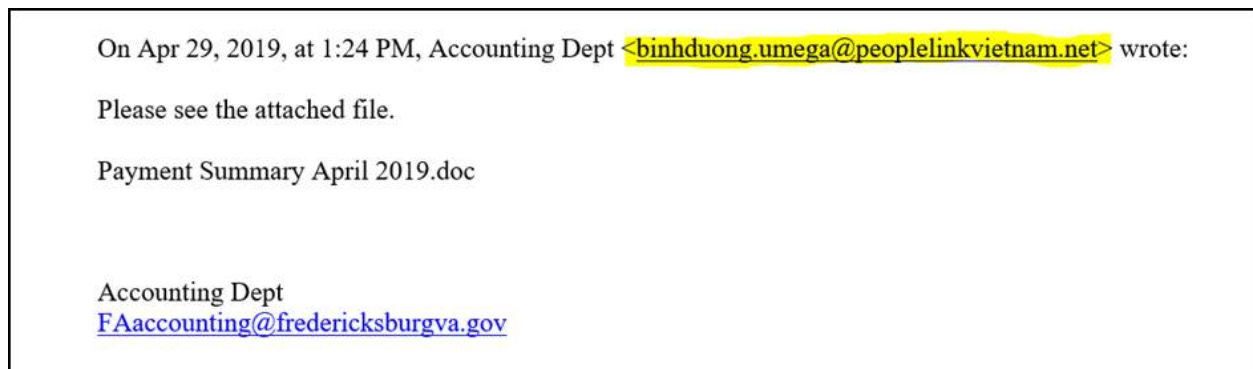 On Apr 29, 2019, at 1:24 PM, Accounting Dept <binhduong.umega@peoplelinkvietnam.net> wrote:
Please see the attached file.
Payment Summary April 2019.doc
Accounting Dept
FAaccounting@fredericksburgva.gov